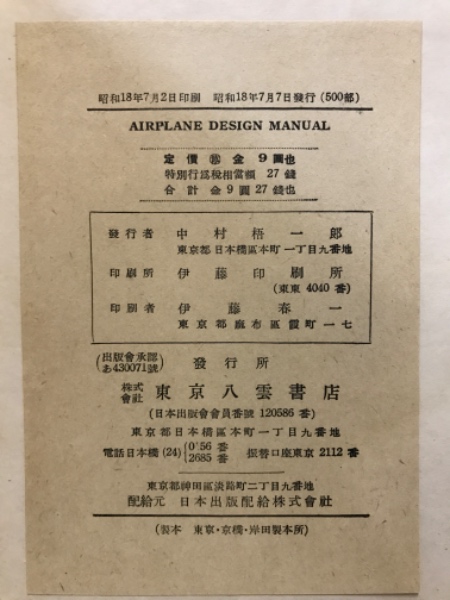 昭和18年7月2日印刷　昭和18年7月7日發行（500部）
AIRPLANE DESIGN MANUAL
定價㊞金9圓也
特別行爲稅相當額　27錢
合計金9圓27錢也
發行者　中村梧一郎
東京都日本橋區本町一丁目九番地
印刷所　伊藤印刷所
（東東 4040 番）
印刷者　伊藤春一
東京都麻布區霞町一七
（出版會承認あ430071號）　發行所
株式會社　東京八雲書店
（日本出版會會員番號 120586 番）
東京都日本橋區本町一丁目九番地
電話日本橋（24）{0156 番 2685 番　振替口座東京 2112 番
東京都神田區淡路町二丁目九番地
配給元　日本出版配給株式會社
（製本　東京・京橋・岸田製本所）